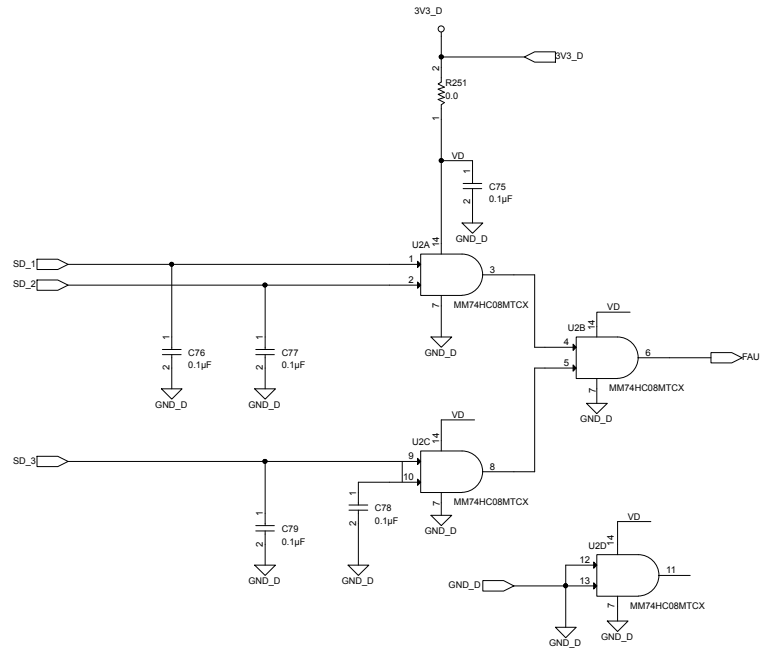 3V3_D
3V3_D
2
R251
0.0
1
VD
1
C75
0.1µF
2
GND_D
14
U2A
SD_1
1
3
SD_2
2
MM74HC08MTCX
7
GND_D
VD
14
U2B
4
6
FAU
5
MM74HC08MTCX
7
GND_D
1
C76
0.1µF
2
GND_D
1
C77
0.1µF
2
GND_D
VD
14
U2C
SD_3
9
8
10
MM74HC08MTCX
7
GND_D
1
C79
0.1µF
2
GND_D
1
C78
0.1µF
2
GND_D
VD
14
U2D
12
11
GND_D
13
MM74HC08MTCX
7
GND_D
GND_D